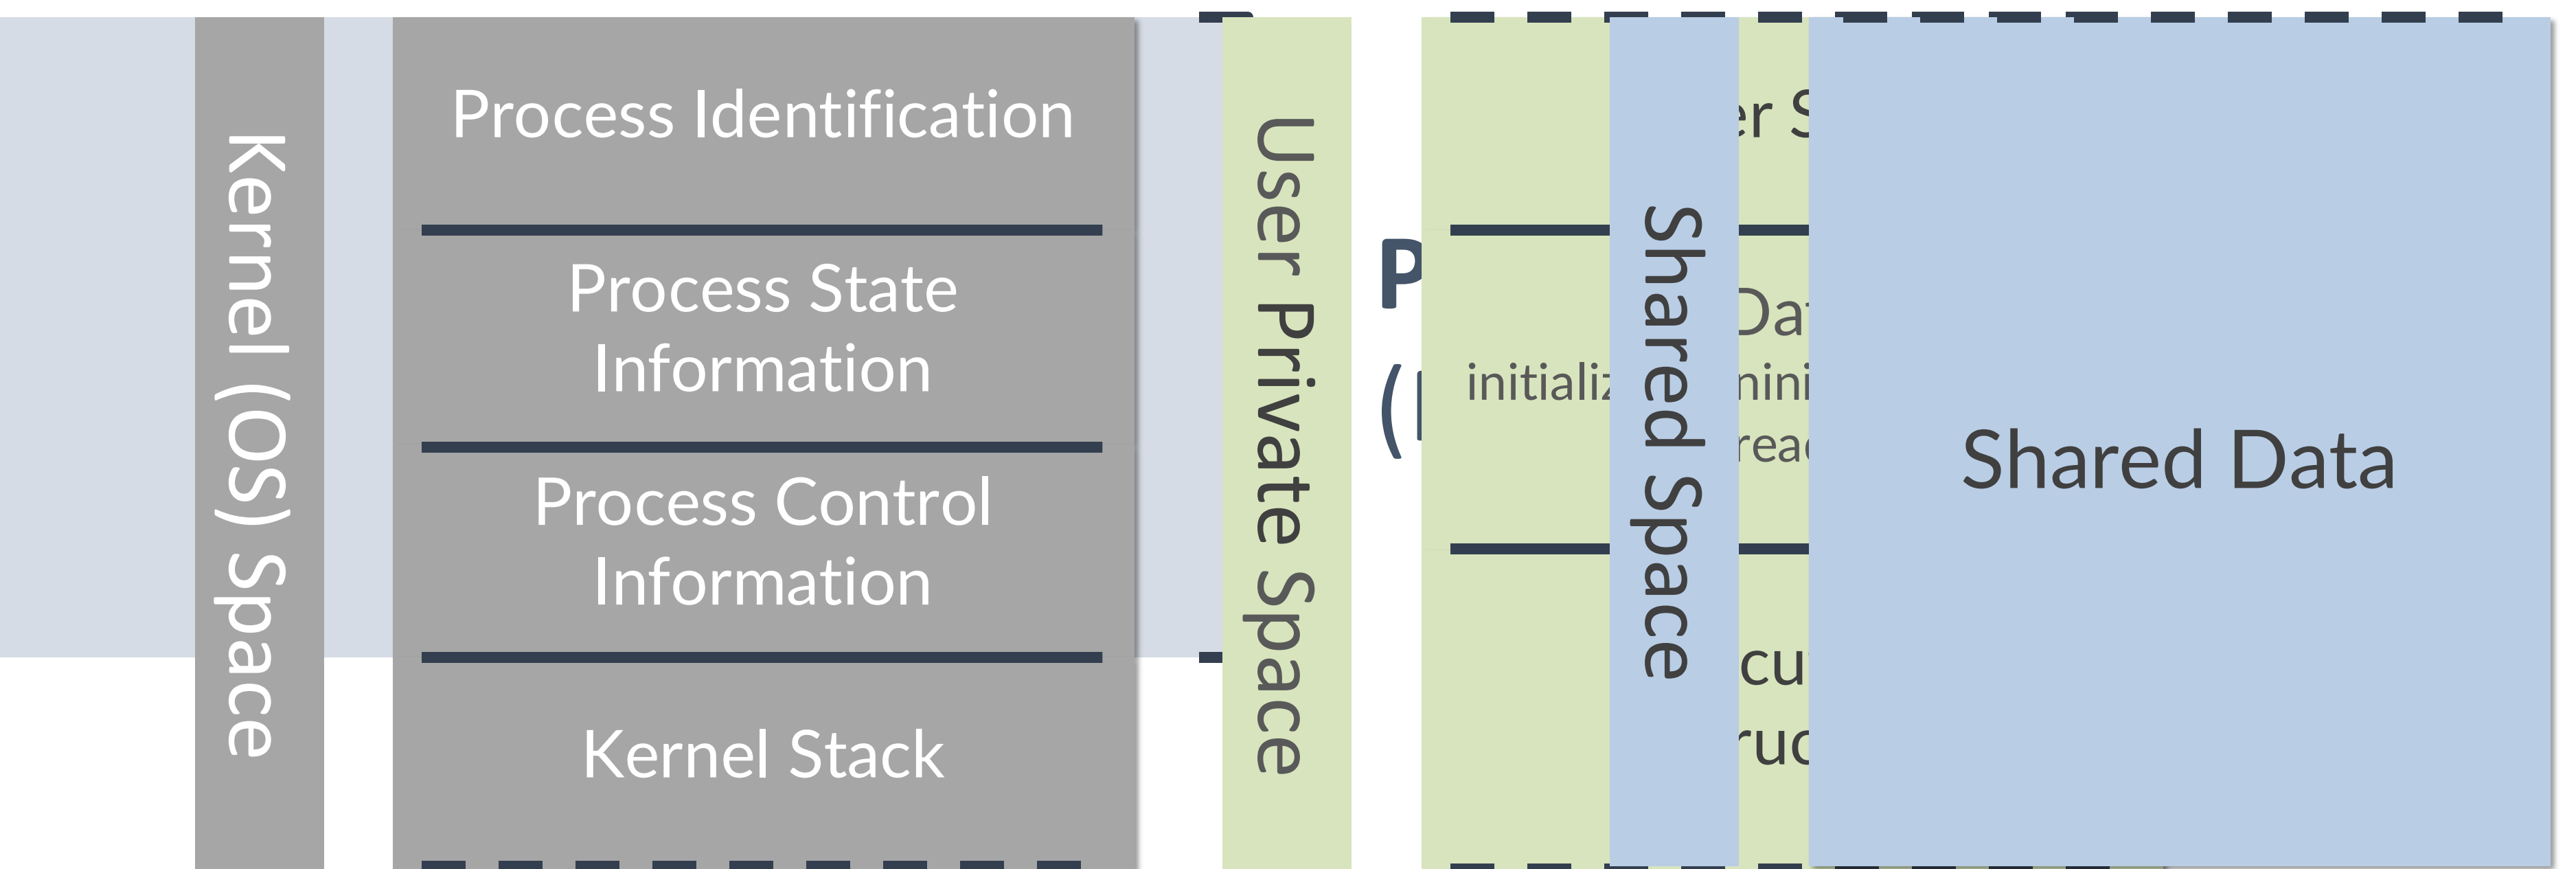 Kernel (OS) Space
Process Identification
Process State
Information
Process Control
Information
Kernel Stack
User Private Space
Shared Space
Shared Data